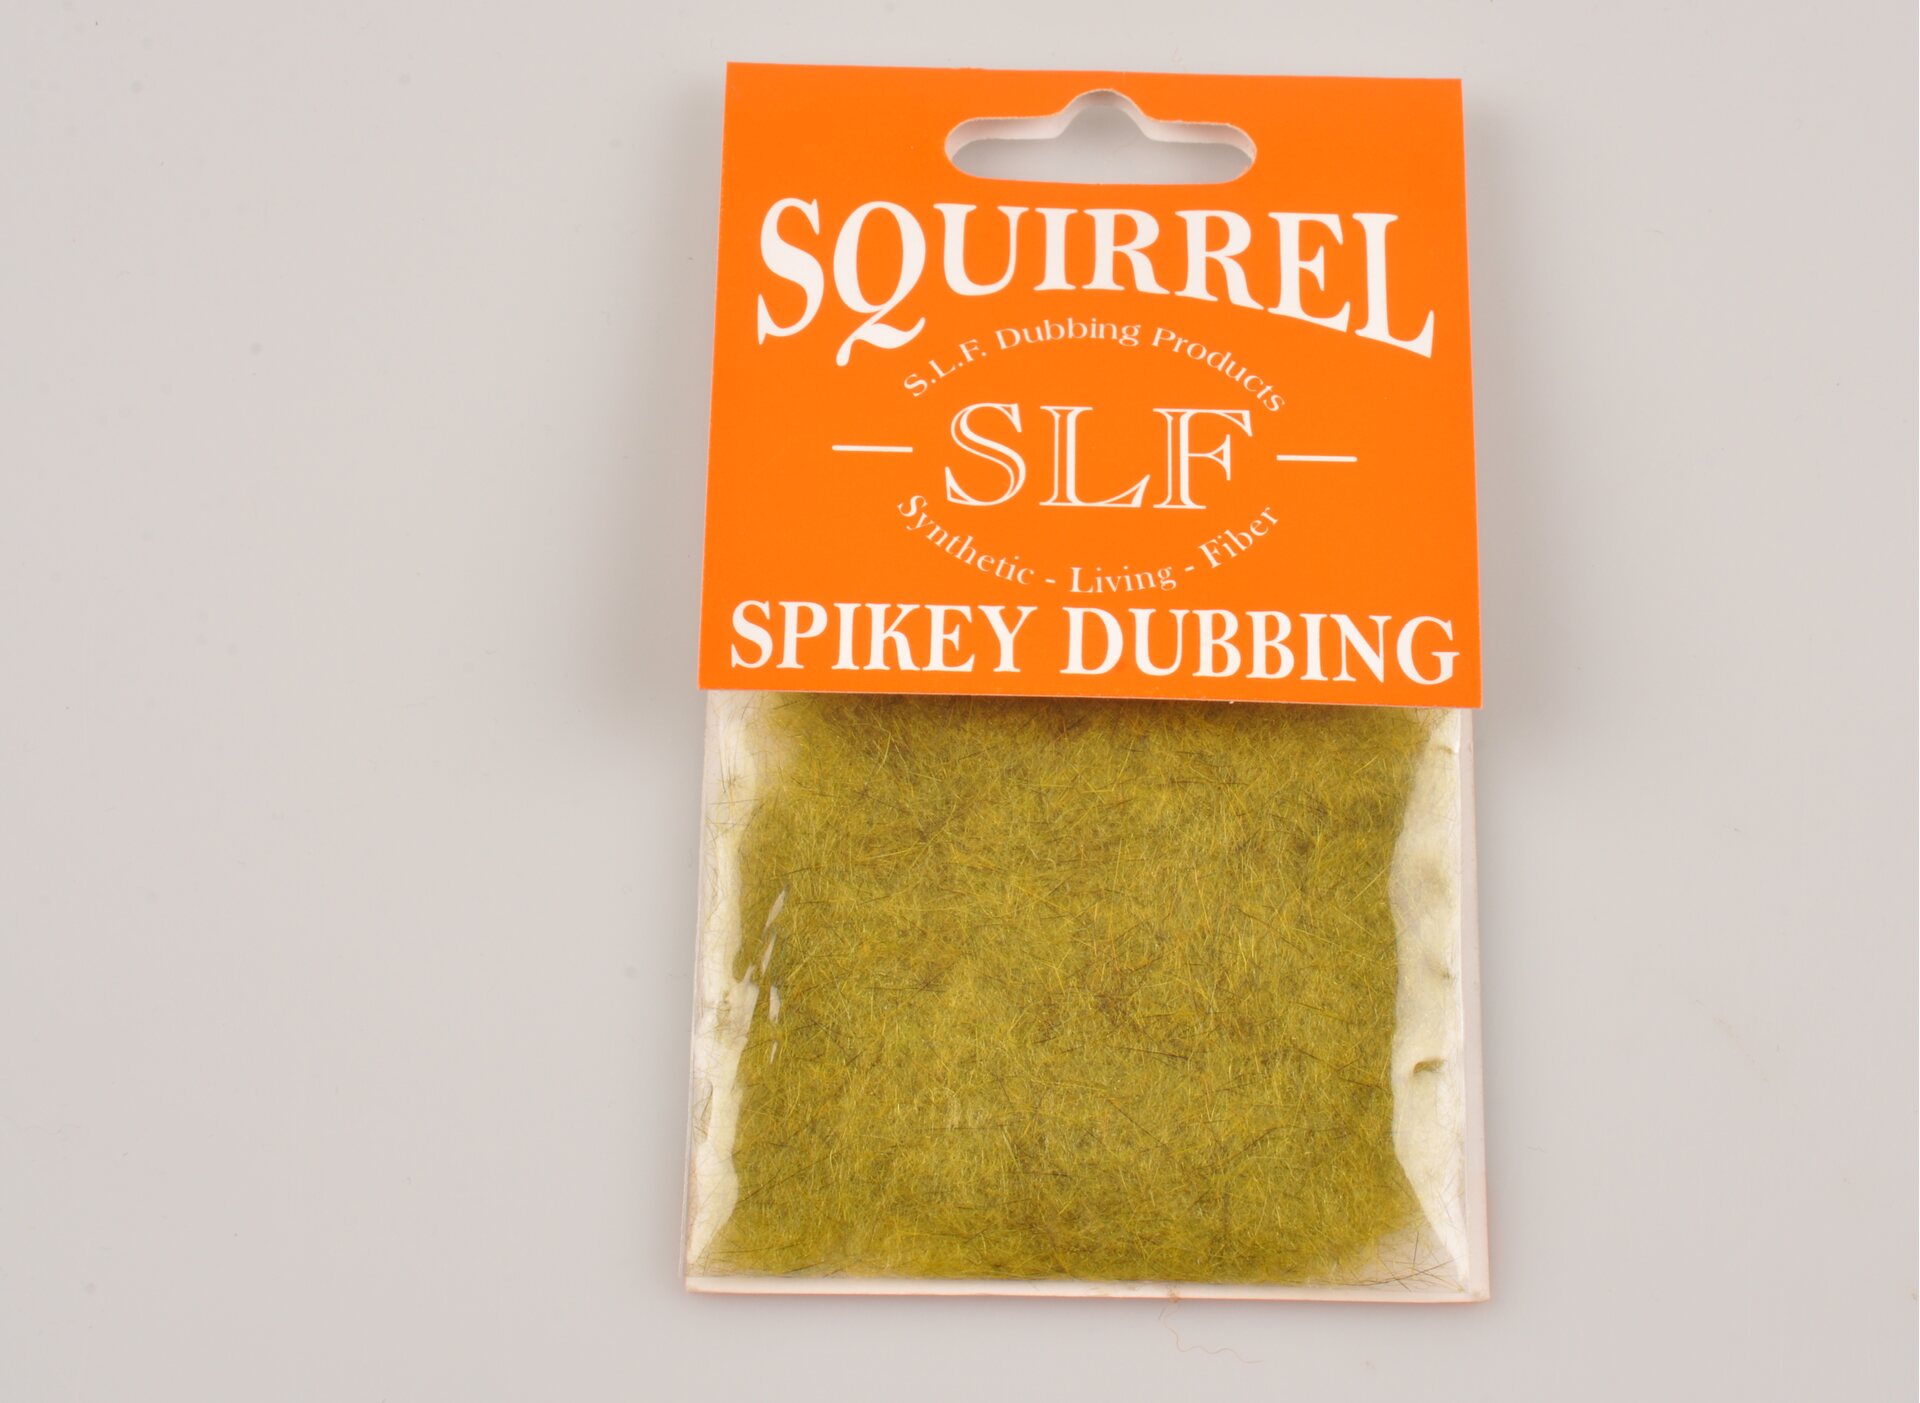 SQUIRREL
S.L.F. Dubbing Products
— SLF —
Synthetic - Living - Fiber
SPIKEY DUBBING